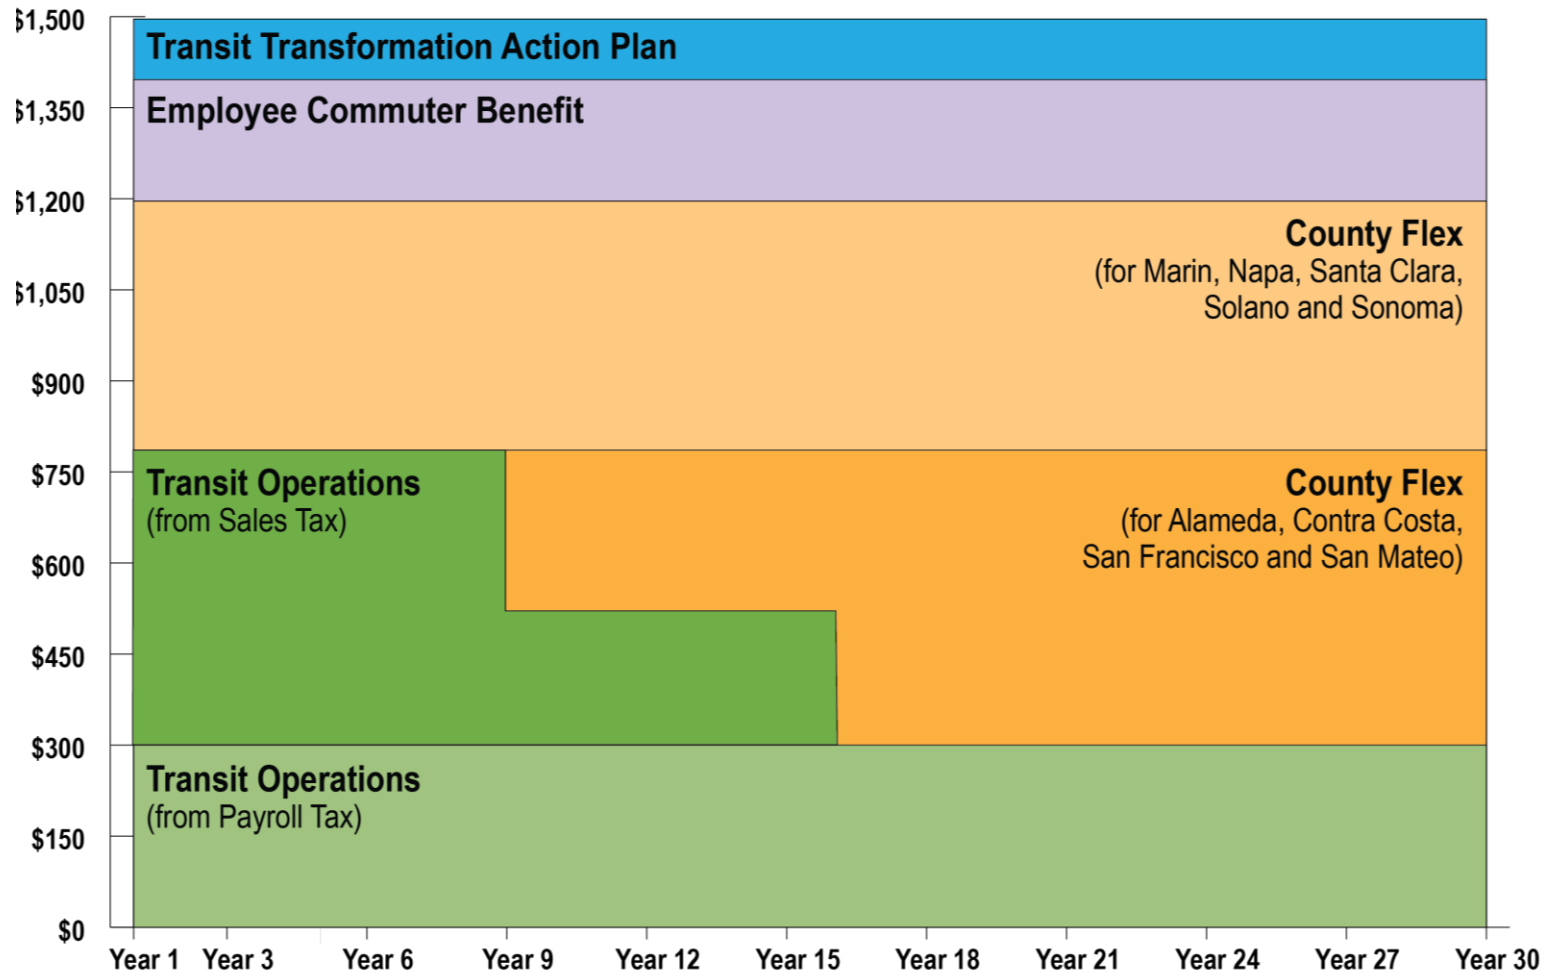 $1,500
Transit Transformation Action Plan
$1,350
Employee Commuter Benefit
$1,200
County Flex
(for Marin, Napa, Santa Clara,
Solano and Sonoma)
$1,050
$900
$750
Transit Operations
(from Sales Tax)
County Flex
(for Alameda, Contra Costa,
San Francisco and San Mateo)
$600
$450
$300
Transit Operations
(from Payroll Tax)
$150
$0
Year 1 Year 3 Year 6 Year 9 Year 12 Year 15 Year 18 Year 21 Year 24 Year 27 Year 30